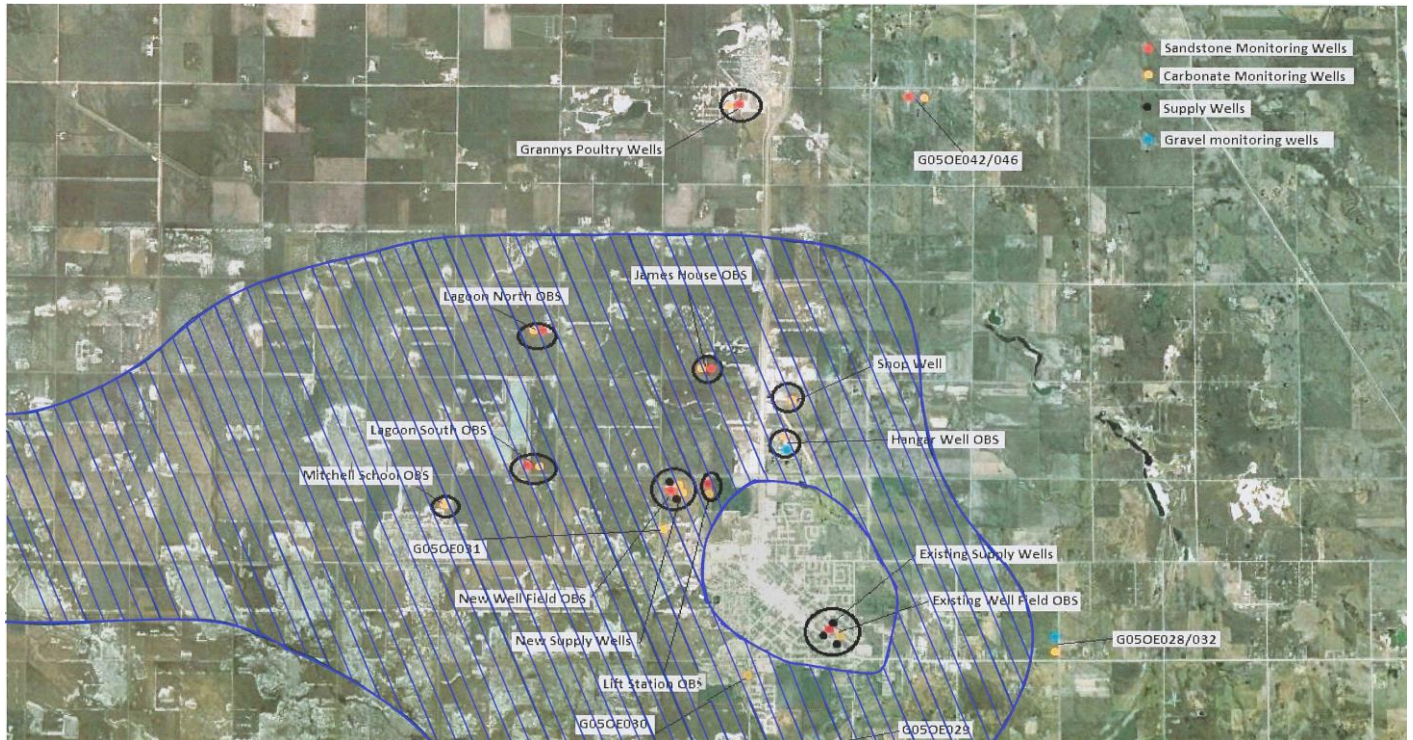 Sandstone Monitoring Wells
Carbonate Monitoring Wells
Supply Wells
Gravel monitoring wells
Grannys Poultry Wells
G05OE042/046
James House OBS
Lagoon North OBS
Shop Well
Lagoon South OBS
Hangar Well OBS
Mitchell School OBS
G05OE031
Existing Supply Wells
New Well Field OBS
Existing Well Field OBS
New Supply Wells
G05OE028/032
Lift Station OBS
G05OE030
G05OE029